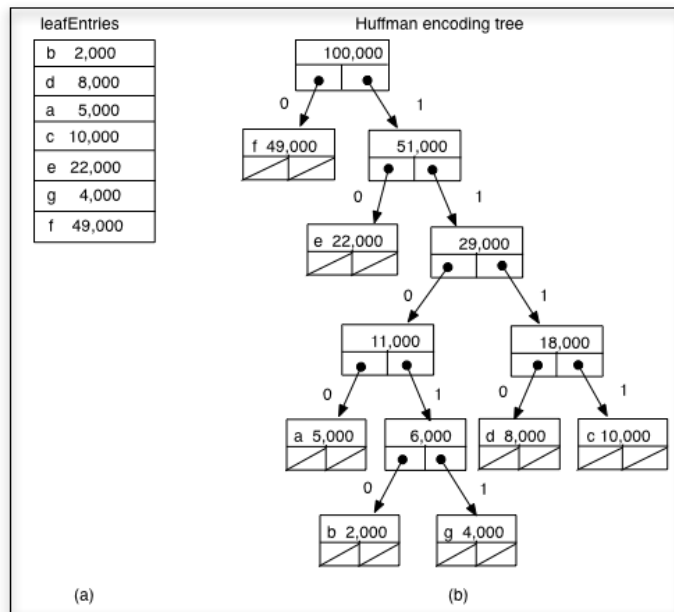 leafEntries
b 2,000
d 8,000
a 5,000
c 10,000
e 22,000
g 4,000
f 49,000
(a)
Huffman encoding tree
100,000
0 1
f 49,000 51,000
0 1
e 22,000 29,000
0 1
11,000 18,000
0 1 0 1
a 5,000 6,000 d 8,000 c 10,000
0 1
b 2,000 g 4,000
(b)